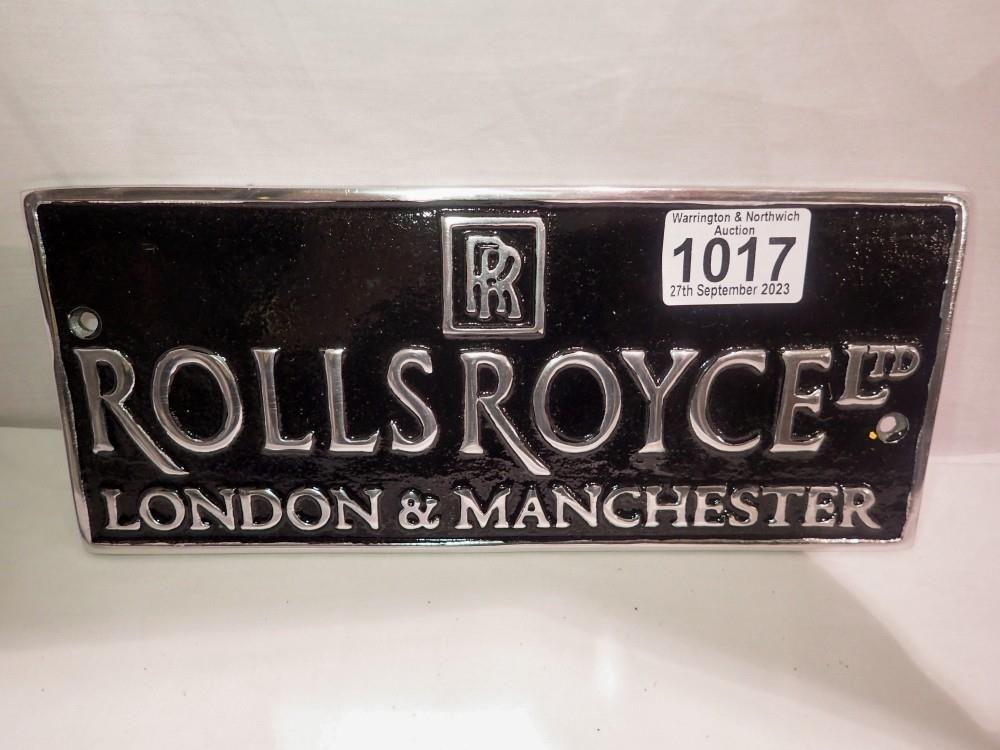 RR
Warrington & Northwich
Auction
1017
27th September 2023
ROLLS ROYCE LTD
LONDON & MANCHESTER